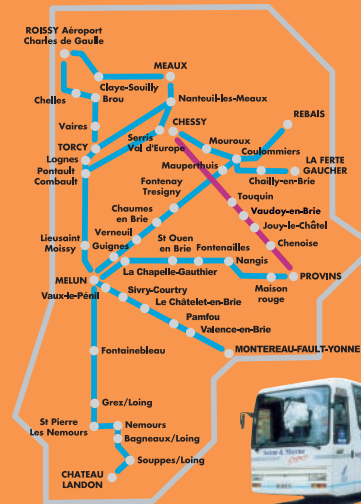 ROISSY Aéroport
Charles de Gaulle
MEAUX
Claye-Souilly
Chelles
Brou
Nanteuil-les-Meaux
REBAIS
Vaires
CHESSY
Serris
Val d'Europe
Mouroux
TORCY
Lognes
Coulommiers
Pontault
Combault
Mauperthuis
LA FERTE
GAUCHER
Chailly-en-Brie
Fontenay
Tresigny
Touquin
Chaumes
en Brie
Vaudoy-en-Brie
Jouy-le-Châtel
Verneuil
Lieusaint
Moissy
Guignes
St Ouen
en Brie
Fontenailles
Chenoise
La Chapelle-Gauthier
Nangis
MELUN
PROVINS
Vaux-le-Pénil
Sivry-Courtry
Maison
rouge
Le Châtelet-en-Brie
Pamfou
Valence-en-Brie
Fontainebleau
MONTEREAU-FAULT-YONNE
Grez/Loing
St Pierre
Les Nemours
Nemours
Bagneaux/Loing
Souppes/Loing
CHATEAU
LANDON
Seine & Marne